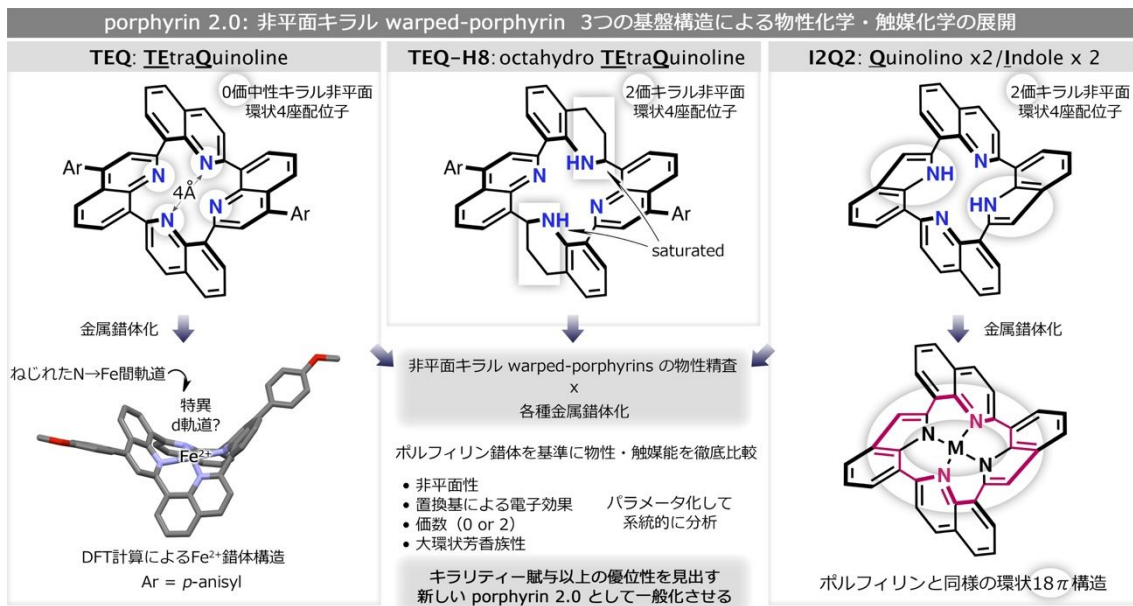 porphyrin 2.0: 非平面キラル warped-porphyrin 3つの基盤構造による物性化学・触媒化学の展開
TEQ: TEtraQuinoline
0価中性キラル非平面
環状4座配位子
Ar
N
N
4Å
N
N
Ar
金属錯体化
ねじれたN→Fe間軌道
特異
d軌道?
Fe²⁺
DFT計算によるFe²⁺錯体構造
Ar = p-anisyl
TEQ-H8: octahydro TEtraQuinoline
2価キラル非平面
環状4座配位子
Ar
HN
N
N
NH
Ar
saturated
非平面キラル warped-porphyrins の物性精査
x
各種金属錯体化
ポルフィリン錯体を基準に物性・触媒能を徹底比較
• 非平面性
• 置換基による電子効果
• 価数（0 or 2）
• 大環状芳香族性
パラメータ化して
系統的に分析
キラリティー賦与以上の優位性を見出す
新しい porphyrin 2.0 として一般化させる
I2Q2: Quinolino x2/Indole x 2
2価キラル非平面
環状4座配位子
N
NH
HN
N
金属錯体化
N
N
M
N
N
ポルフィリンと同様の環状18π構造